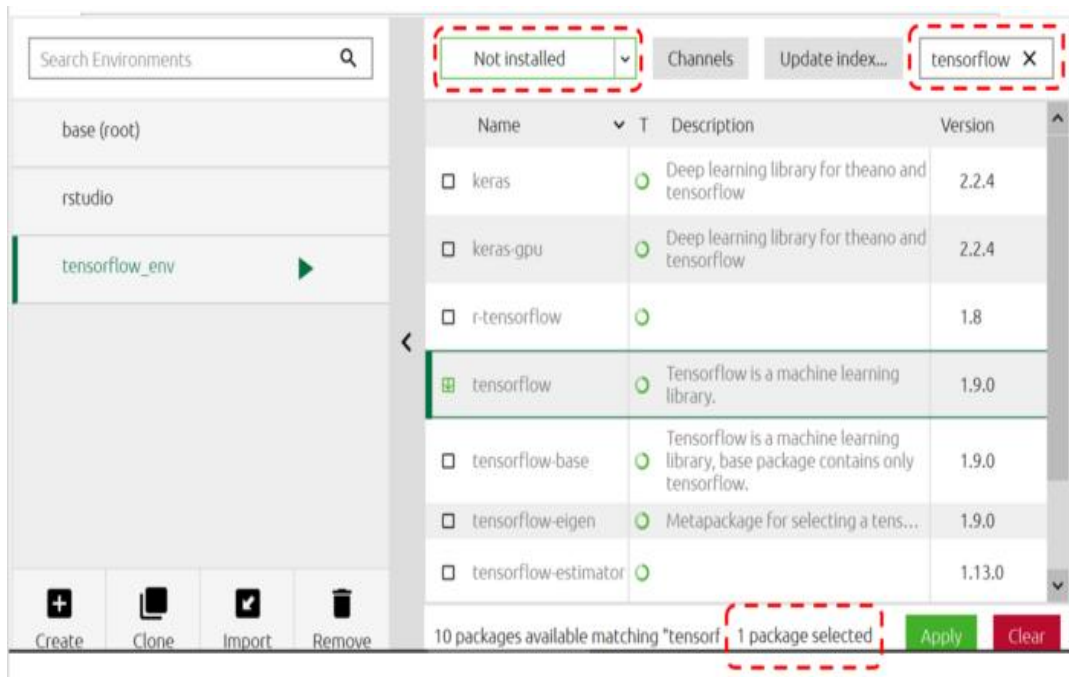 Search Environments
base (root)
rstudio
tensorflow_env
Create Clone Import Remove
Not installed Channels Update index... tensorflow X
Name T Description Version
keras Deep learning library for theano and
tensorflow 2.2.4
keras-gpu Deep learning library for theano and
tensorflow 2.2.4
r-tensorflow 1.8
tensorflow Tensorflow is a machine learning
library. 1.9.0
tensorflow-base Tensorflow is a machine learning
library, base package contains only
tensorflow. 1.9.0
tensorflow-eigen Metapackage for selecting a tens... 1.9.0
tensorflow-estimator 1.13.0
10 packages available matching "tensorf 1 package selected Apply Clear